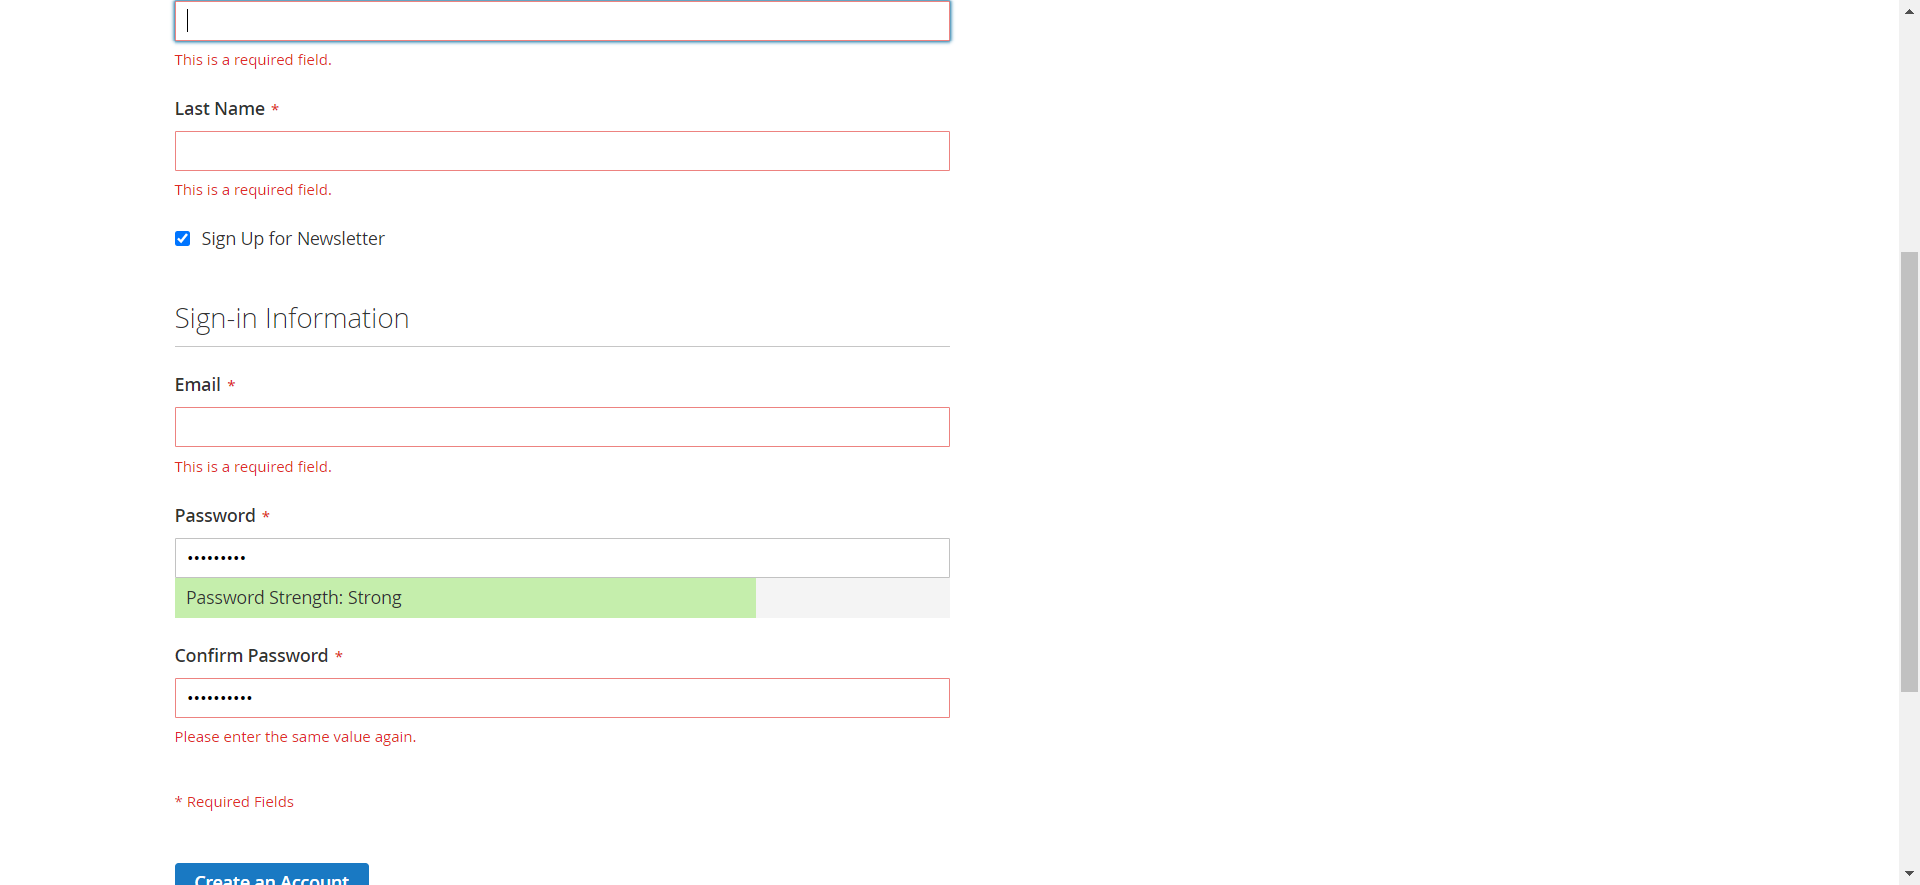 This is a required field.
Last Name *
This is a required field.
Sign Up for Newsletter
Sign-in Information
Email *
This is a required field.
Password *
•••••••••
Password Strength: Strong
Confirm Password *
••••••••••
Please enter the same value again.
* Required Fields
Create an Account